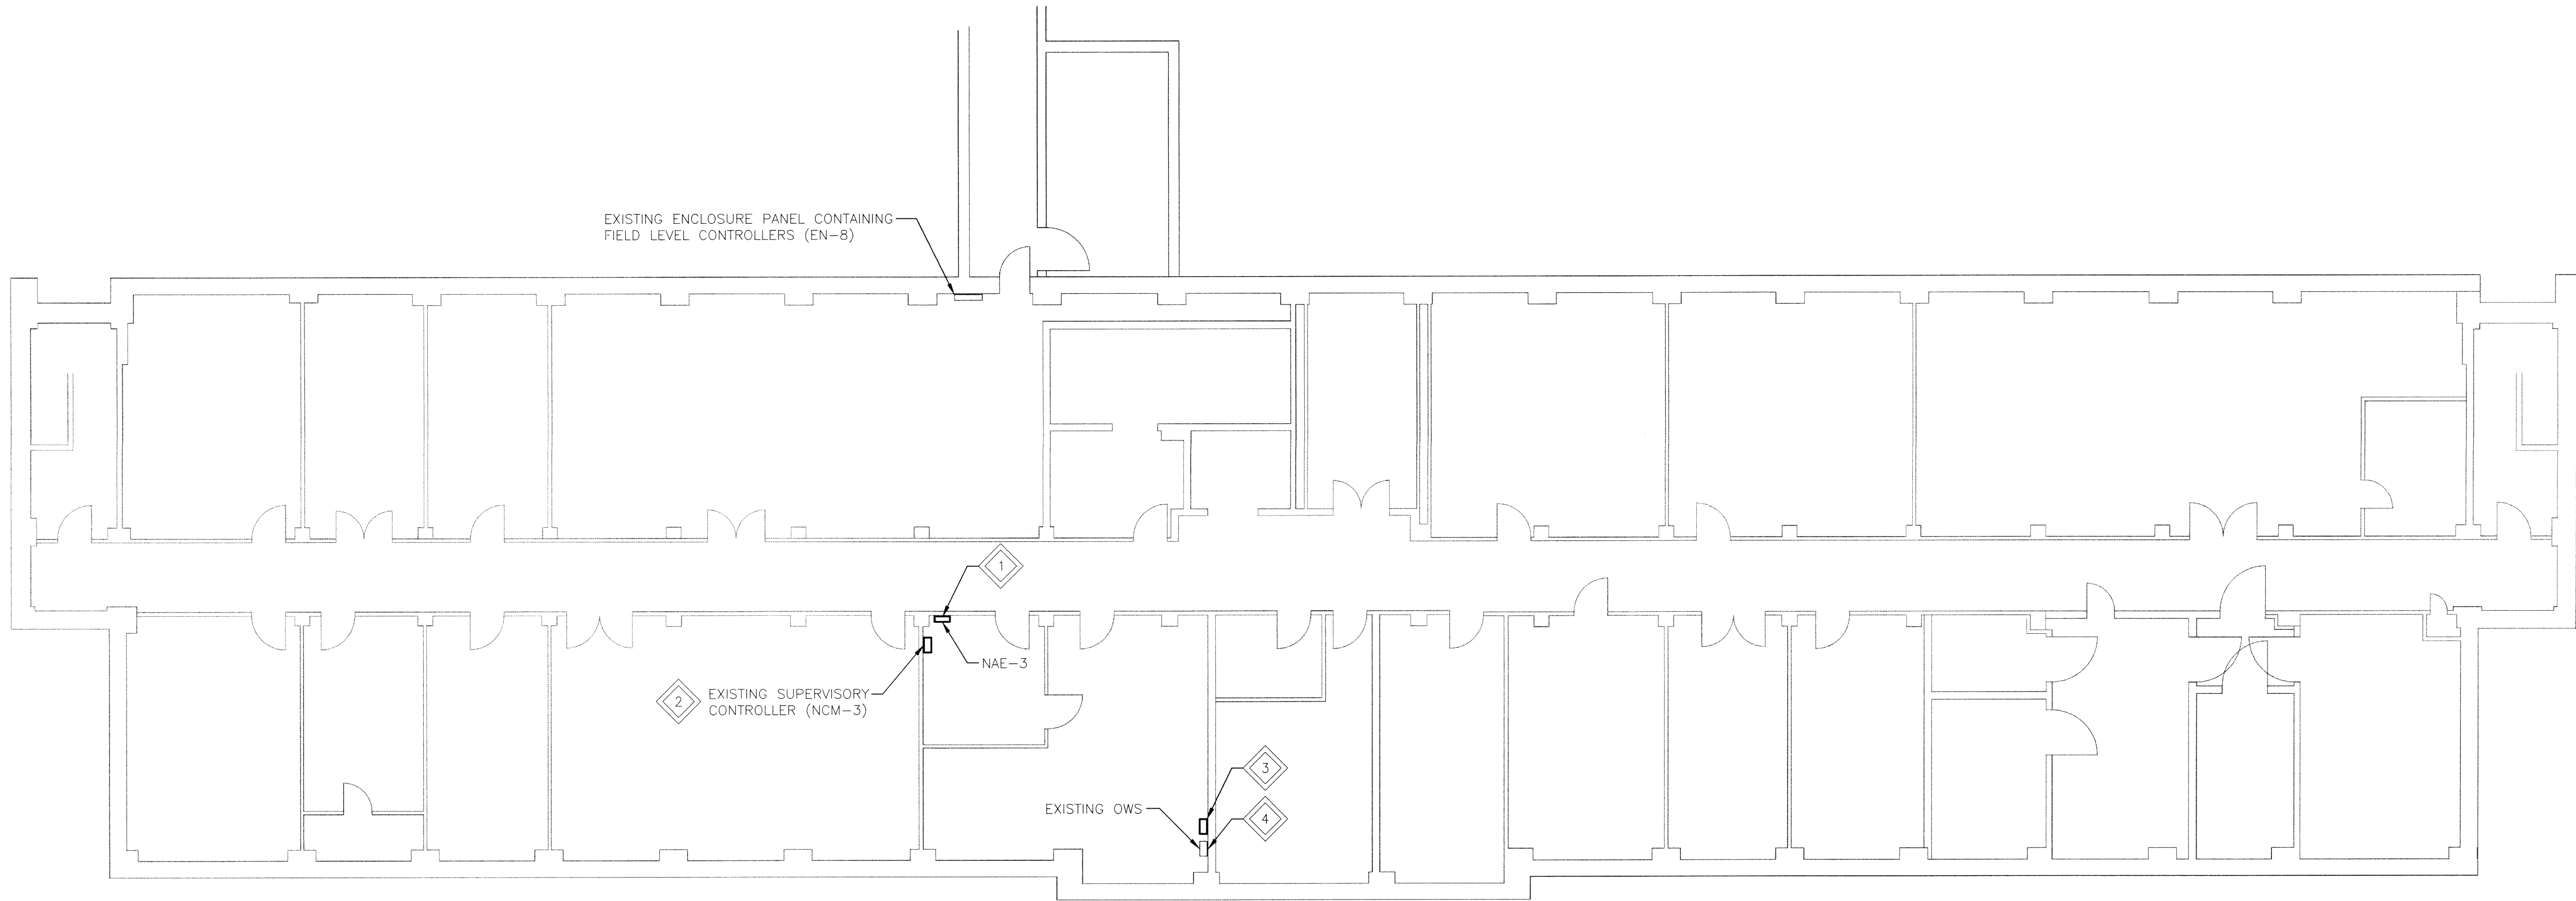 EXISTING ENCLOSURE PANEL CONTAINING
FIELD LEVEL CONTROLLERS (EN-8)
1
NAE-3
2
EXISTING SUPERVISORY
CONTROLLER (NCM-3)
3
EXISTING OWS
4